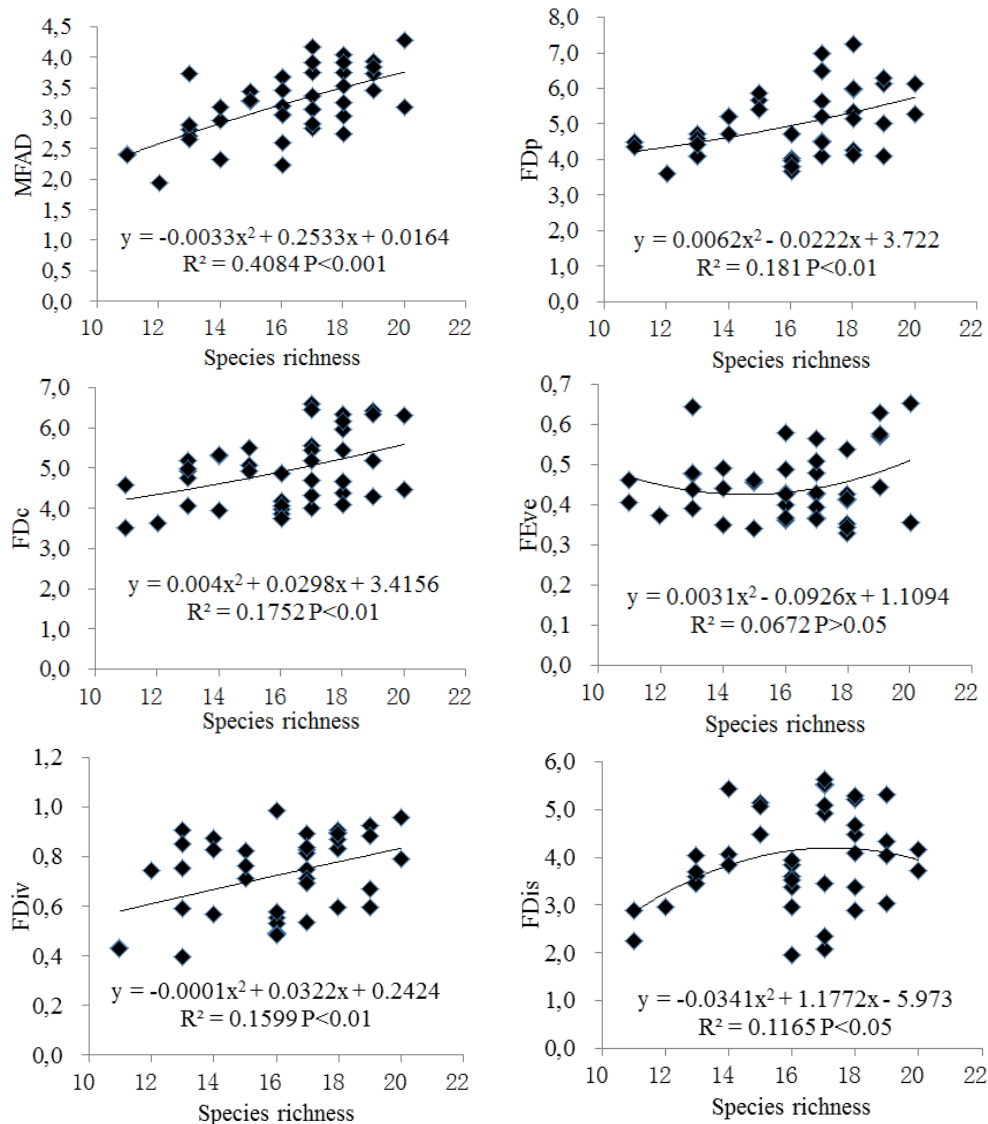 MFAD
4,5
4,0
3,5
3,0
2,5
2,0
1,5
1,0
0,5
0,0
y = -0.0033x² + 0.2533x + 0.0164
R² = 0.4084 P<0.001
10 12 14 16 18 20 22
Species richness
FDp
8,0
7,0
6,0
5,0
4,0
3,0
2,0
1,0
0,0
y = 0.0062x² - 0.0222x + 3.722
R² = 0.181 P<0.01
10 12 14 16 18 20 22
Species richness
FDc
7,0
6,0
5,0
4,0
3,0
2,0
1,0
0,0
y = 0.004x² + 0.0298x + 3.4156
R² = 0.1752 P<0.01
10 12 14 16 18 20 22
Species richness
FEve
0,7
0,6
0,5
0,4
0,3
0,2
0,1
0,0
y = 0.0031x² - 0.0926x + 1.1094
R² = 0.0672 P>0.05
10 12 14 16 18 20 22
Species richness
FDiv
1,2
1,0
0,8
0,6
0,4
0,2
0,0
y = -0.0001x² + 0.0322x + 0.2424
R² = 0.1599 P<0.01
10 12 14 16 18 20 22
Species richness
FDis
6,0
5,0
4,0
3,0
2,0
1,0
0,0
y = -0.0341x² + 1.1772x - 5.973
R² = 0.1165 P<0.05
10 12 14 16 18 20 22
Species richness